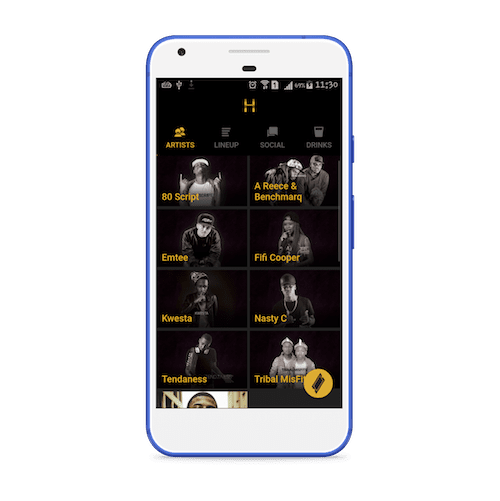 69% 11:30
H
ARTISTS LINEUP SOCIAL DRINKS
80 Script
A Reece &
Benchmarq
Emtee
Fifi Cooper
Kwesta
Nasty C
Tendaness
Tribal MisFi